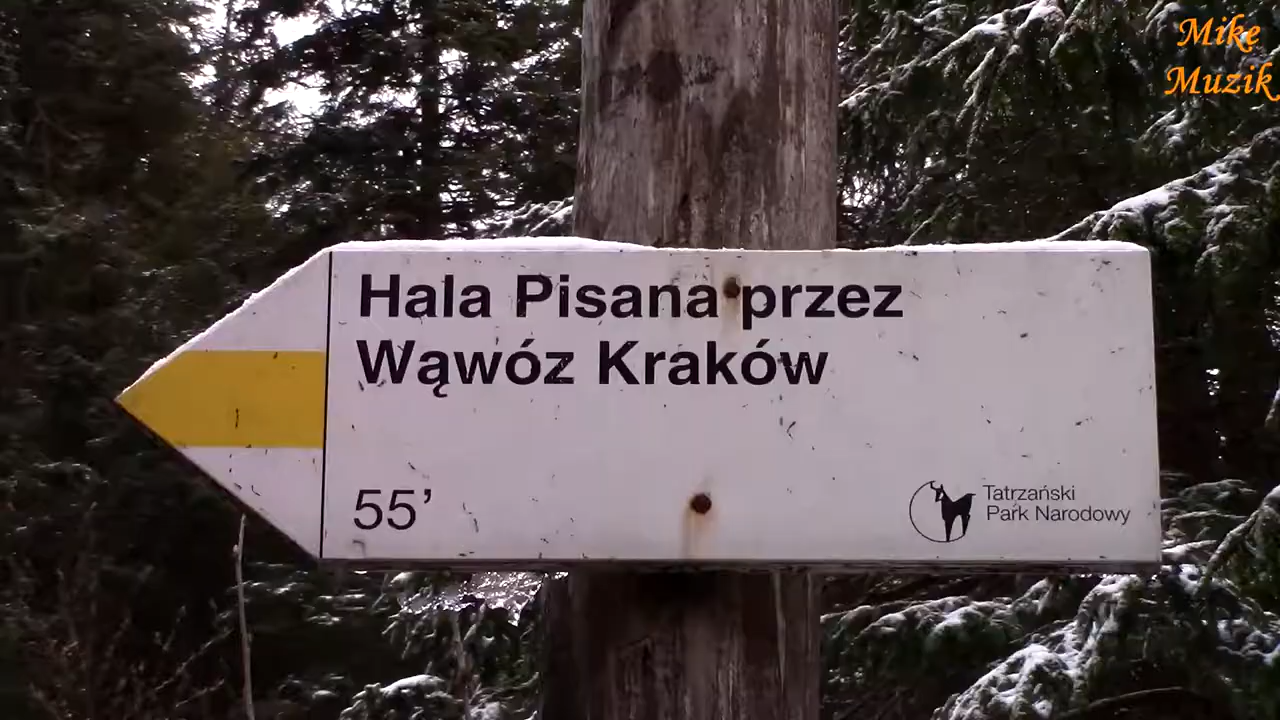 Mike
Muzik
Hala Pisana przez
Wąwóz Kraków
55’
Tatrzański
Park Narodowy